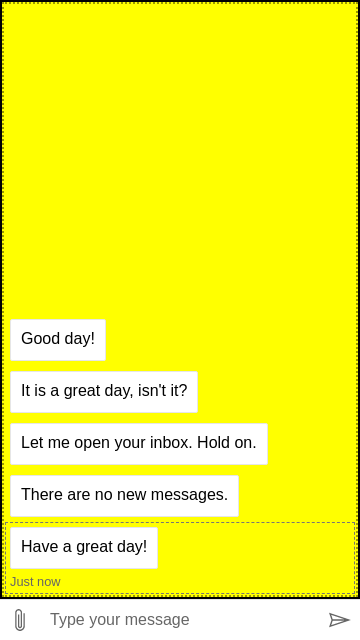 Good day!
It is a great day, isn't it?
Let me open your inbox. Hold on.
There are no new messages.
Have a great day!
Just now
Type your message